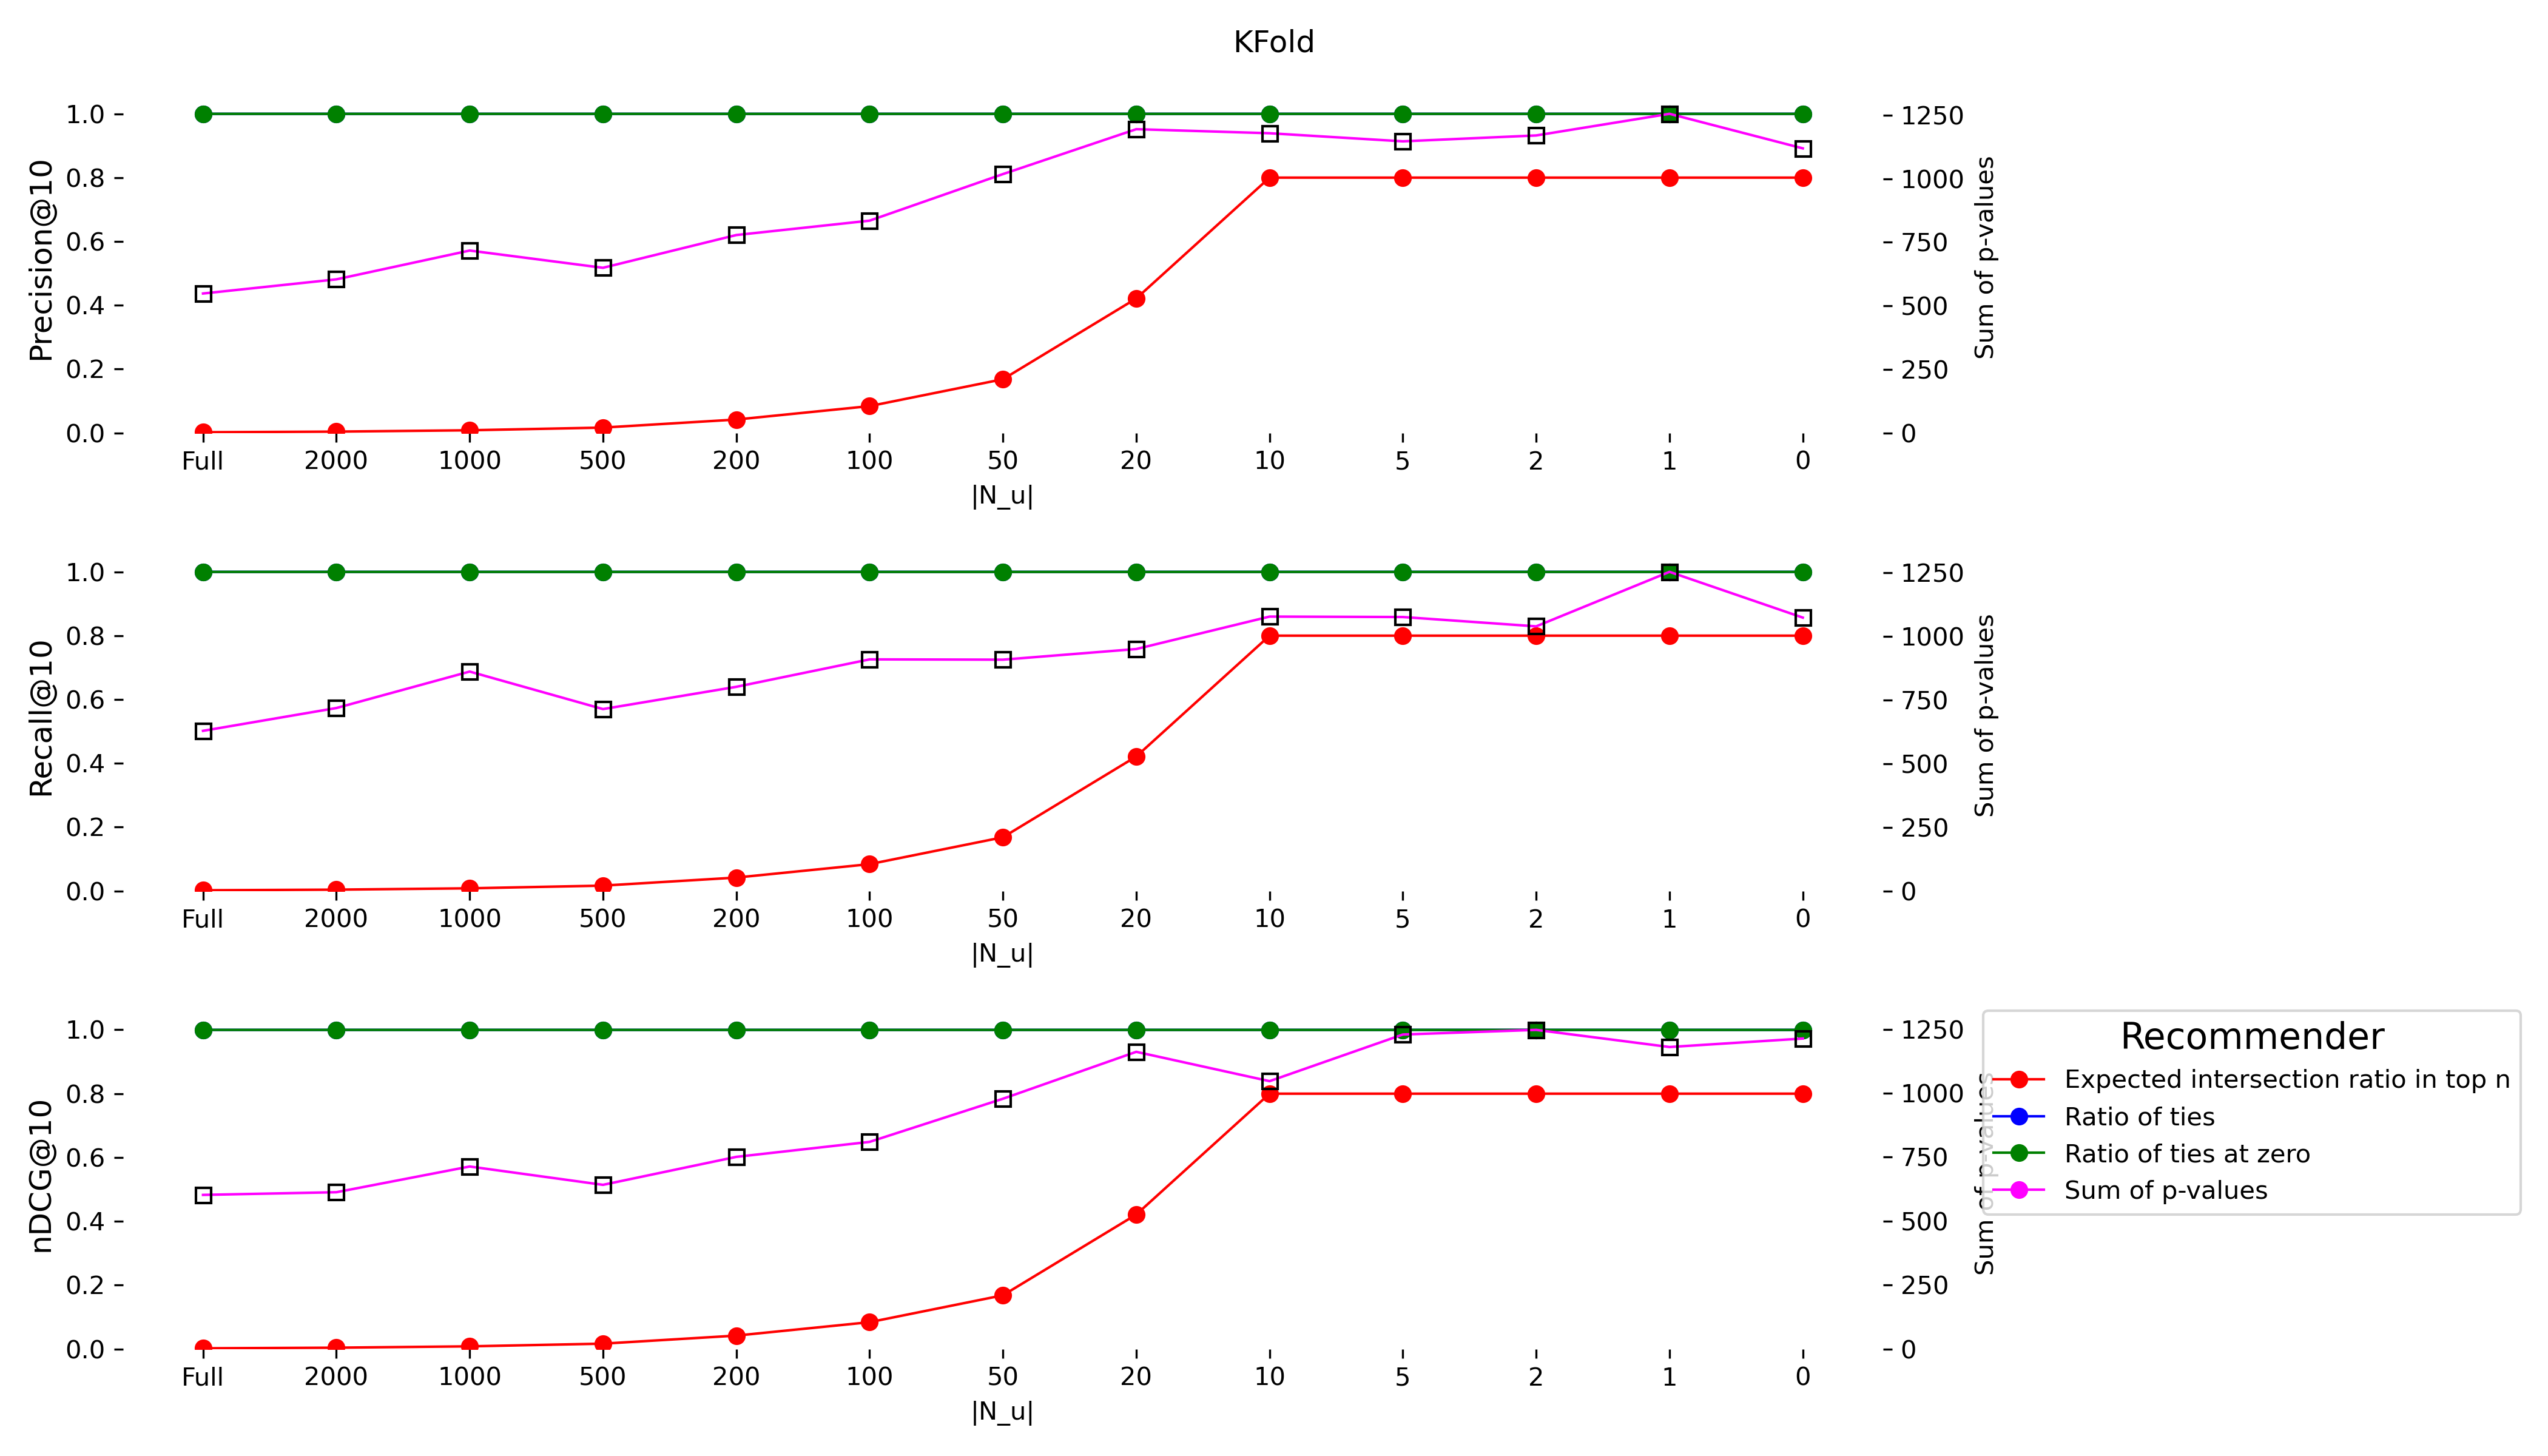 KFold
Precision@10
1.0
0.8
0.6
0.4
0.2
0.0
1250
1000
750
500
250
0
Sum of p-values
Full 2000 1000 500 200 100 50 20 10 5 2 1 0
|N_u|
Recall@10
1.0
0.8
0.6
0.4
0.2
0.0
1250
1000
750
500
250
0
Sum of p-values
Full 2000 1000 500 200 100 50 20 10 5 2 1 0
|N_u|
nDCG@10
1.0
0.8
0.6
0.4
0.2
0.0
1250
1000
750
500
250
0
Sum of p-values
Full 2000 1000 500 200 100 50 20 10 5 2 1 0
|N_u|
Recommender
Expected intersection ratio in top n
Ratio of ties
Ratio of ties at zero
Sum of p-values